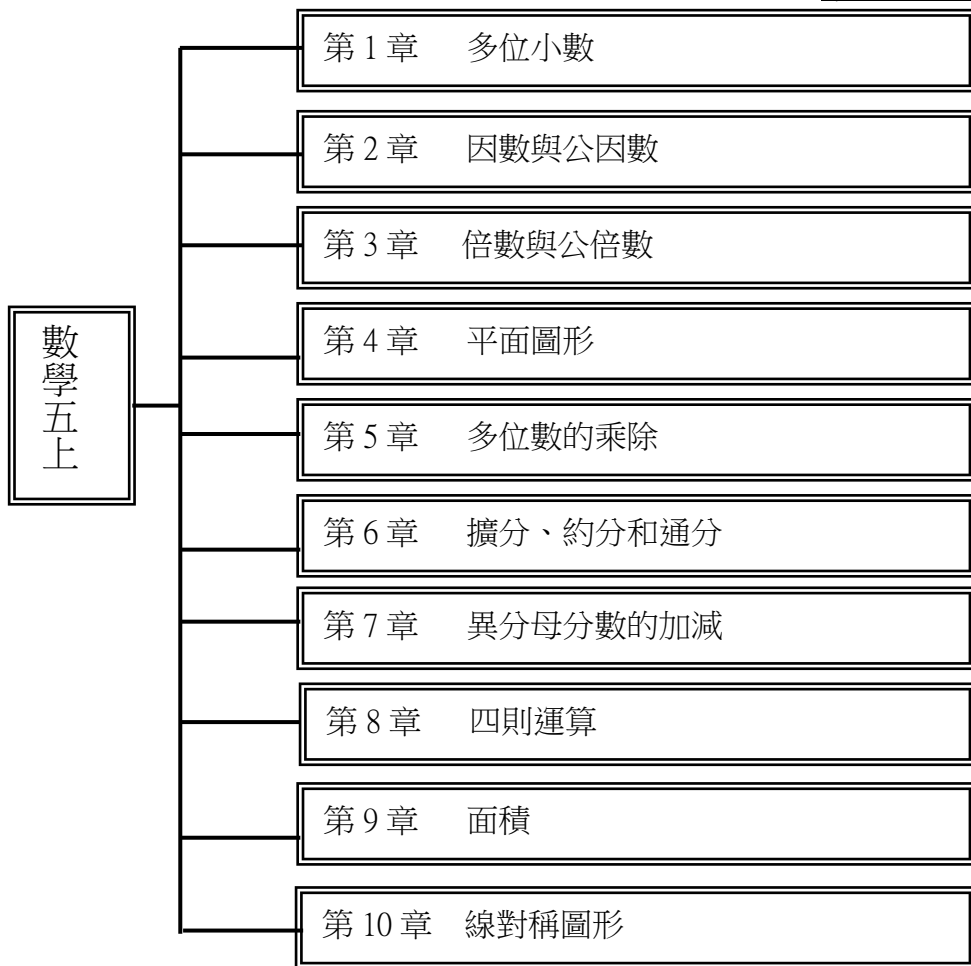 數學五上
第 1 章 多位小數
第 2 章 因數與公因數
第 3 章 倍數與公倍數
第 4 章 平面圖形
第 5 章 多位數的乘除
第 6 章 擴分、約分和通分
第 7 章 異分母分數的加減
第 8 章 四則運算
第 9 章 面積
第 10 章 線對稱圖形